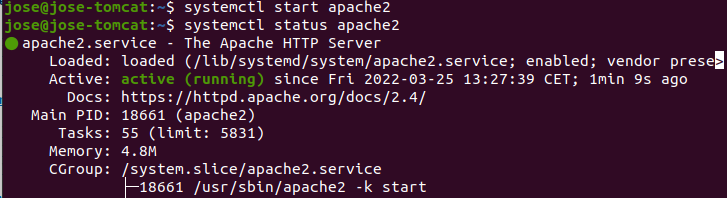 jose@jose-tomcat:~$ systemctl start apache2
jose@jose-tomcat:~$ systemctl status apache2
● apache2.service - The Apache HTTP Server
Loaded: loaded (/lib/systemd/system/apache2.service; enabled; vendor prese>
Active: active (running) since Fri 2022-03-25 13:27:39 CET; 1min 9s ago
Docs: https://httpd.apache.org/docs/2.4/
Main PID: 18661 (apache2)
Tasks: 55 (limit: 5831)
Memory: 4.8M
CGroup: /system.slice/apache2.service
├─18661 /usr/sbin/apache2 -k start